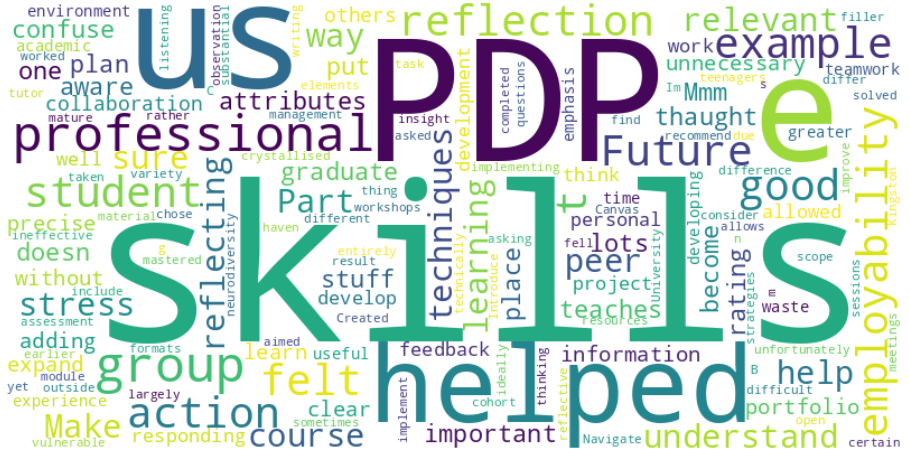 environment
confuse
academic
worked
one
plan
tutor
aware
collaboration
mature
rather
attributes
professional
us
listening
observation
substantial
C
writing
others
way
put
elements
task
management
insight
asked
reflection
development
PDP
completed
questions
emphasis
find
relevant
work
unnecessary
teenagers
Im
Mmm
thought
recommend
due
Future
example
filler
teamwork
differ
solved
s
e
greater
difference
good
consider
allowed
allows
improve
kingston
employability
well
sure
taken
variety
crystallised
student
graduate
thing
Part
workshops
material
chose
precise
ineffective
doesn
mastered
without
include
stress
assessment
adding
reflecting
neurodiversity
g
haven
different
entirely
result
stuff
develop
Created
skills
techniques
technically
learning
implementing
introduce
asking
place
think
t
time
personal
fell
Canvas
lots
peer
project
teaches
resources
University
developing
become
rating
strategies
n
m
waste
scope
sessions
meetings
formats
earlier
expand
yet
module
outside
experience
largely
Make
vulnerable
group
action
aimed
learn
useful
felt
responding
clear
sometimes
course
feedback
implement
important
helped
cohort
ideally
thinking
reflective
information
Navigate
understand
unfortunately
B
help
difficult
portfolio
open
certain